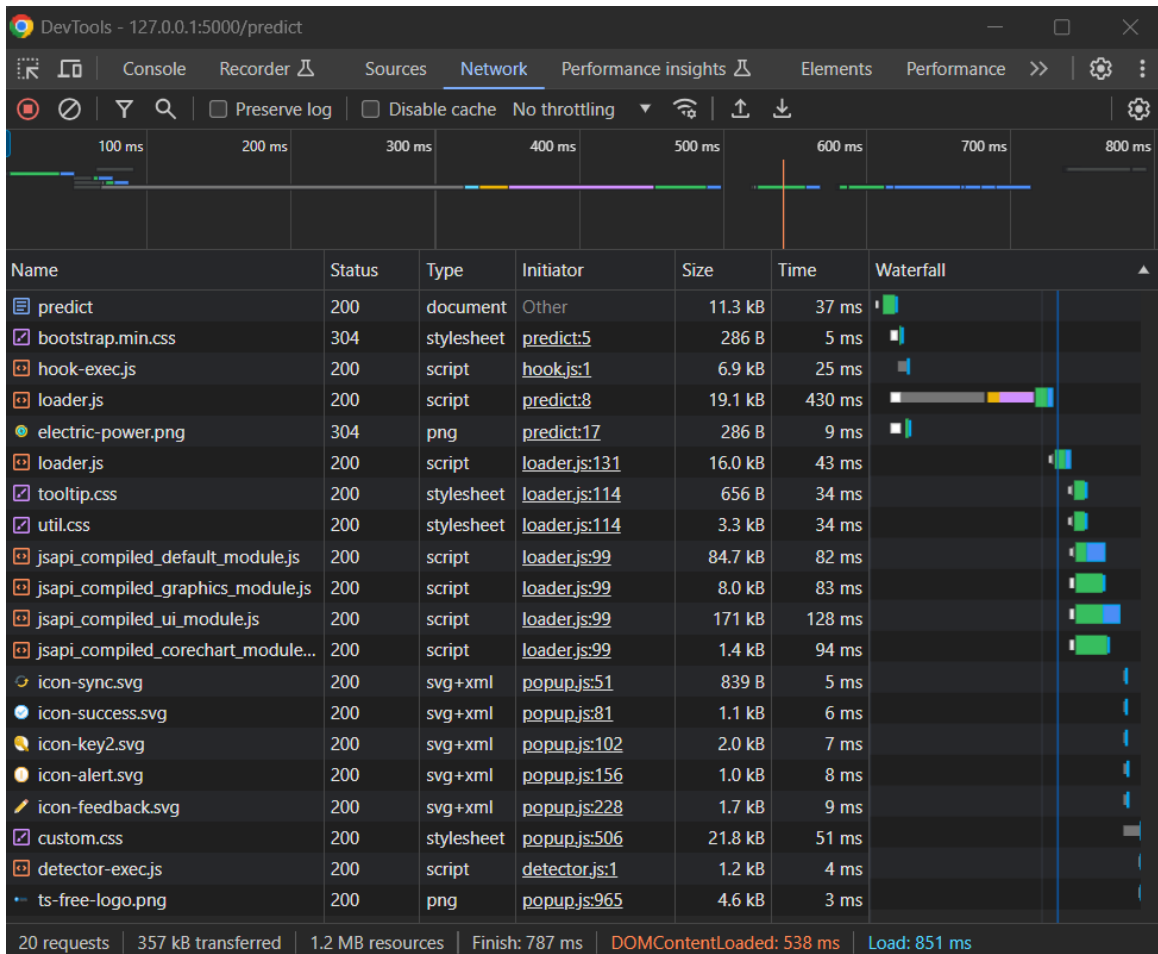 DevTools - 127.0.0.1:5000/predict
Console Recorder Sources Network Performance insights Elements Performance
Preserve log Disable cache No throttling
100 ms 200 ms 300 ms 400 ms 500 ms 600 ms 700 ms 800 ms
Name Status Type Initiator Size Time Waterfall
predict 200 document Other 11.3 kB 37 ms
bootstrap.min.css 304 stylesheet predict:5 286 B 5 ms
hook-exec.js 200 script hook.js:1 6.9 kB 25 ms
loader.js 200 script predict:8 19.1 kB 430 ms
electric-power.png 304 png predict:17 286 B 9 ms
loader.js 200 script loader.js:131 16.0 kB 43 ms
tooltip.css 200 stylesheet loader.js:114 656 B 34 ms
util.css 200 stylesheet loader.js:114 3.3 kB 34 ms
jsapi_compiled_default_module.js 200 script loader.js:99 84.7 kB 82 ms
jsapi_compiled_graphics_module.js 200 script loader.js:99 8.0 kB 83 ms
jsapi_compiled_ui_module.js 200 script loader.js:99 171 kB 128 ms
jsapi_compiled_corechart_module... 200 script loader.js:99 1.4 kB 94 ms
icon-sync.svg 200 svg+xml popup.js:51 839 B 5 ms
icon-success.svg 200 svg+xml popup.js:81 1.1 kB 6 ms
icon-key2.svg 200 svg+xml popup.js:102 2.0 kB 7 ms
icon-alert.svg 200 svg+xml popup.js:156 1.0 kB 8 ms
icon-feedback.svg 200 svg+xml popup.js:228 1.7 kB 9 ms
custom.css 200 stylesheet popup.js:506 21.8 kB 51 ms
detector-exec.js 200 script detector.js:1 1.2 kB 4 ms
ts-free-logo.png 200 png popup.js:965 4.6 kB 3 ms
20 requests 357 kB transferred 1.2 MB resources Finish: 787 ms DOMContentLoaded: 538 ms Load: 851 ms